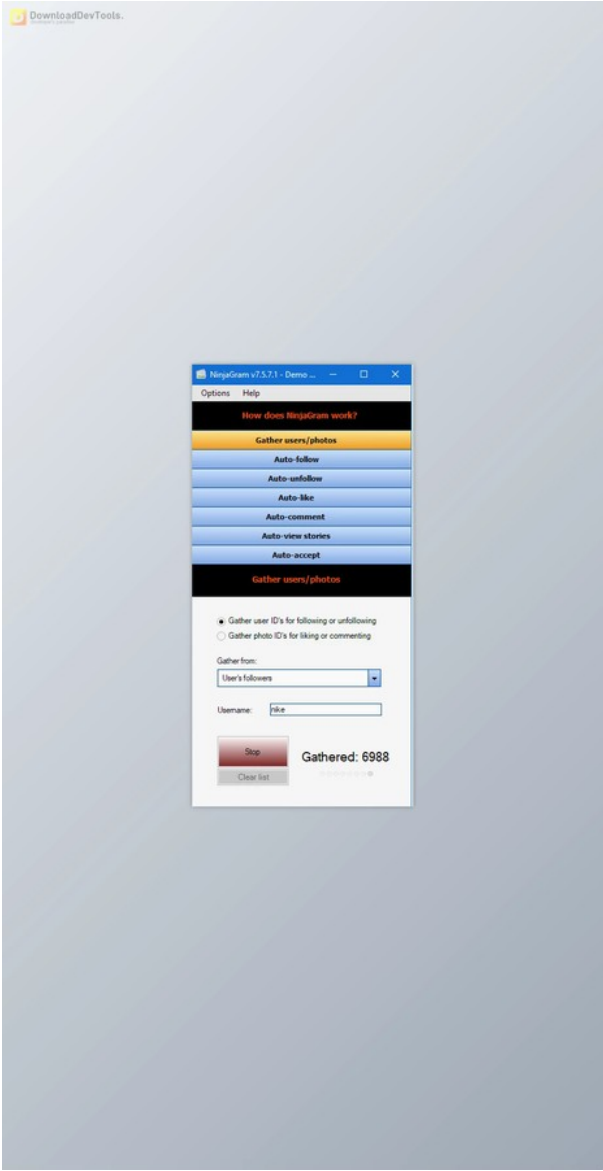 DownloadDevTools.
NinjaGram v7.5.7.1 - Demo ...
Options Help
How does NinjaGram work?
Gather users/photos
Auto-follow
Auto-unfollow
Auto-like
Auto-comment
Auto-view stories
Auto-accept
Gather users/photos
Gather user ID's for following or unfollowing
Gather photo ID's for liking or commenting
Gather from:
User's followers
Username: nike
Stop
Gathered: 6988
Clear list